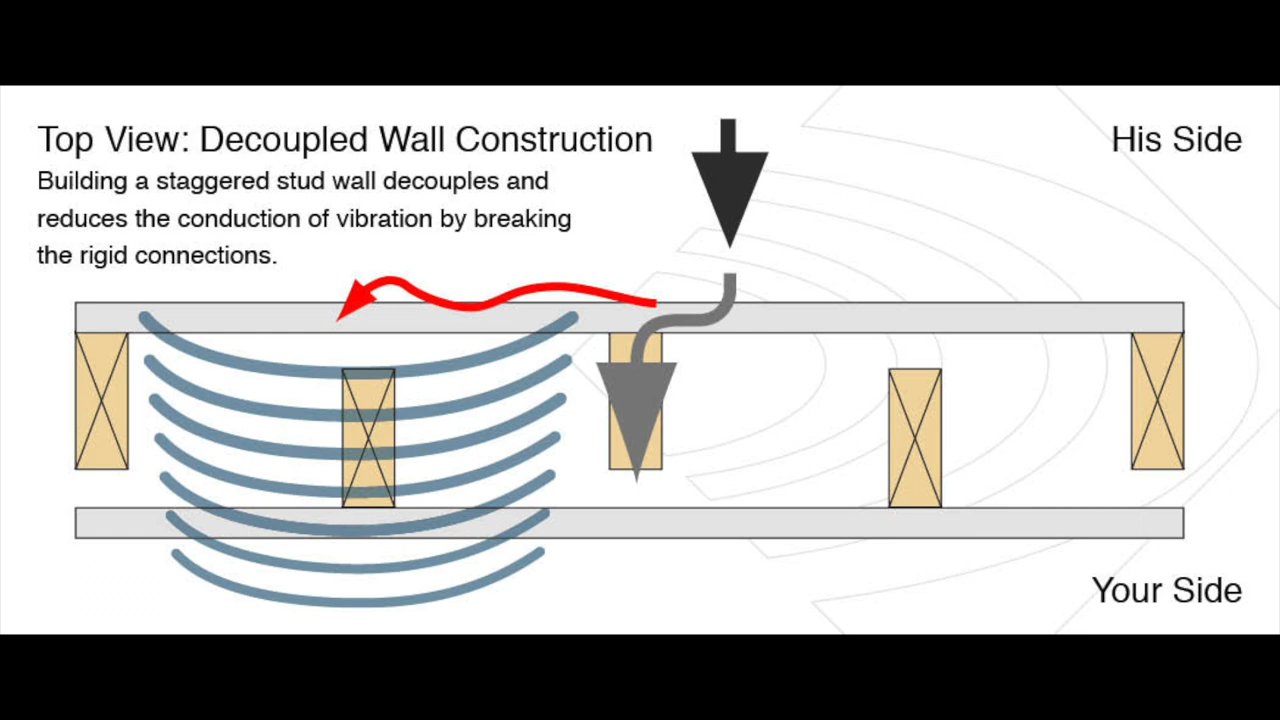 Top View: Decoupled Wall Construction
His Side
Building a staggered stud wall decouples and
reduces the conduction of vibration by breaking
the rigid connections.
Your Side